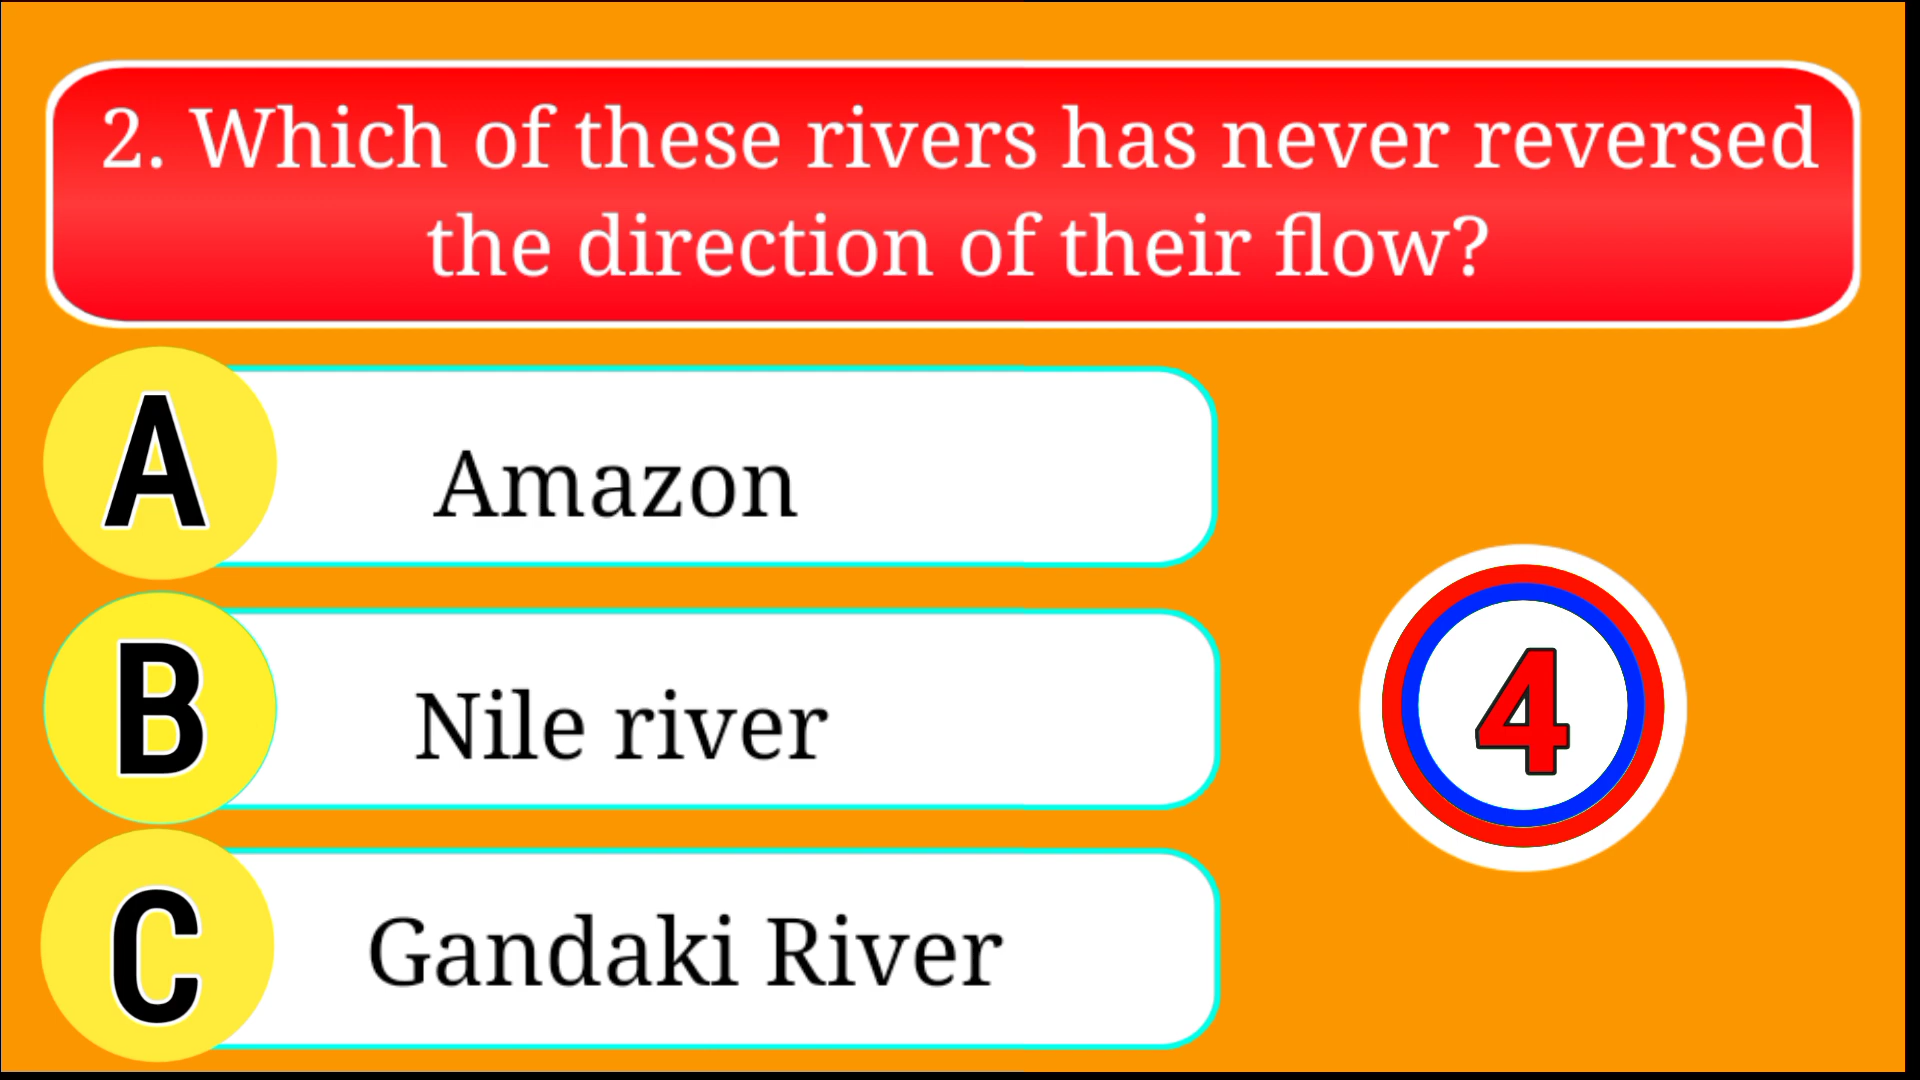 2. Which of these rivers has never reversed
the direction of their flow?
A Amazon
B Nile river
4
C Gandaki River